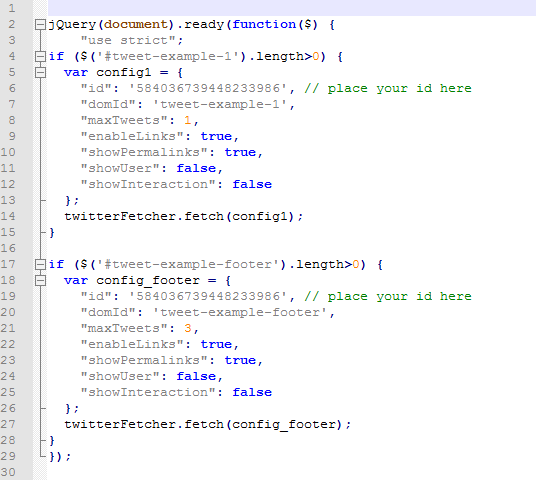 1
2 jQuery(document).ready(function($) {
3     "use strict";
4 if ($('#tweet-example-1').length>0) {
5   var config1 = {
6     "id": '584036739448233986', // place your id here
7     "domId": 'tweet-example-1',
8     "maxTweets": 1,
9     "enableLinks": true,
10     "showPermalinks": true,
11     "showUser": false,
12     "showInteraction": false
13   };
14   twitterFetcher.fetch(config1);
15 }
16
17 if ($('#tweet-example-footer').length>0) {
18   var config_footer = {
19     "id": '584036739448233986', // place your id here
20     "domId": 'tweet-example-footer',
21     "maxTweets": 3,
22     "enableLinks": true,
23     "showPermalinks": true,
24     "showUser": false,
25     "showInteraction": false
26   };
27   twitterFetcher.fetch(config_footer);
28 }
29 });
30